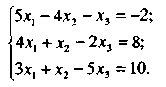 5x₁ − 4x₂ − x₃ = −2;
4x₁ + x₂ − 2x₃ = 8;
3x₁ + x₂ − 5x₃ = 10.